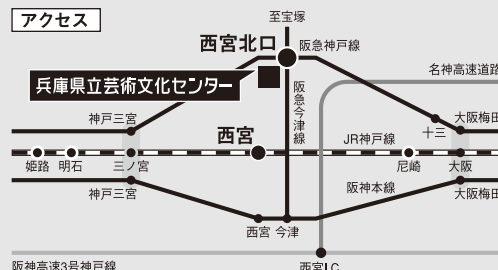 アクセス
至宝塚
西宮北口
阪急神戸線
兵庫県立芸術文化センター
名神高速道路
阪急今津線
神戸三宮
西宮
JR神戸線
十三
大阪梅田
姫路
明石
三ノ宮
尼崎
大阪
神戸三宮
阪神本線
大阪梅田
西宮
今津
阪神高速3号神戸線
西宮I.C